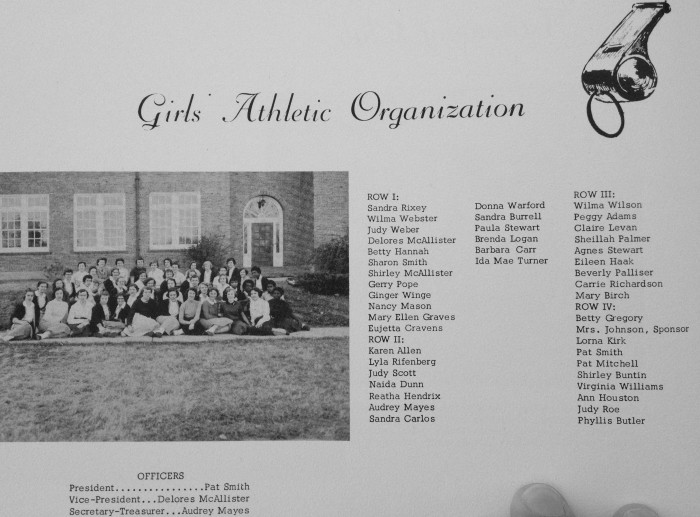 Girls' Athletic Organization
ROW I:
Sandra Rixey
Wilma Webster
Judy Weber
Delores McAllister
Betty Hannah
Sharon Smith
Shirley McAllister
Gerry Pope
Ginger Winge
Nancy Mason
Mary Ellen Graves
Eujetta Cravens
ROW II:
Karen Allen
Lyla Rifenberg
Judy Scott
Naida Dunn
Reatha Hendrix
Audrey Mayes
Sandra Carlos
Donna Warford
Sandra Burrell
Paula Stewart
Brenda Logan
Barbara Carr
Ida Mae Turner
ROW III:
Wilma Wilson
Peggy Adams
Claire Levan
Sheillah Palmer
Agnes Stewart
Eileen Haak
Beverly Palliser
Carrie Richardson
Mary Birch
ROW IV:
Betty Gregory
Mrs. Johnson, Sponsor
Lorna Kirk
Pat Smith
Pat Mitchell
Shirley Buntin
Virginia Williams
Ann Houston
Judy Roe
Phyllis Butler
OFFICERS
President................Pat Smith
Vice-President...Delores McAllister
Secretary-Treasurer...Audrey Mayes